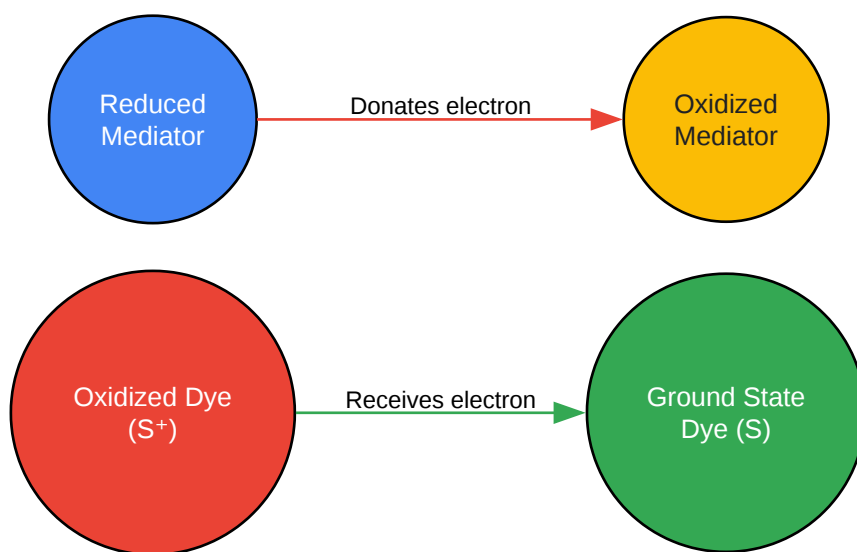 Reduced
Mediator
Donates electron
Oxidized
Mediator
Oxidized Dye
(S⁺)
Receives electron
Ground State
Dye (S)